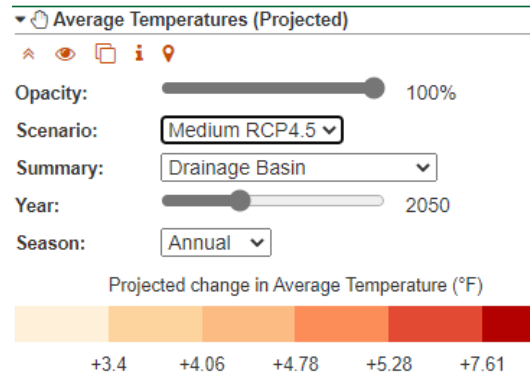 Average Temperatures (Projected)
Opacity: 100%
Scenario: Medium RCP4.5
Summary: Drainage Basin
Year: 2050
Season: Annual
Projected change in Average Temperature (°F)
+3.4 +4.06 +4.78 +5.28 +7.61